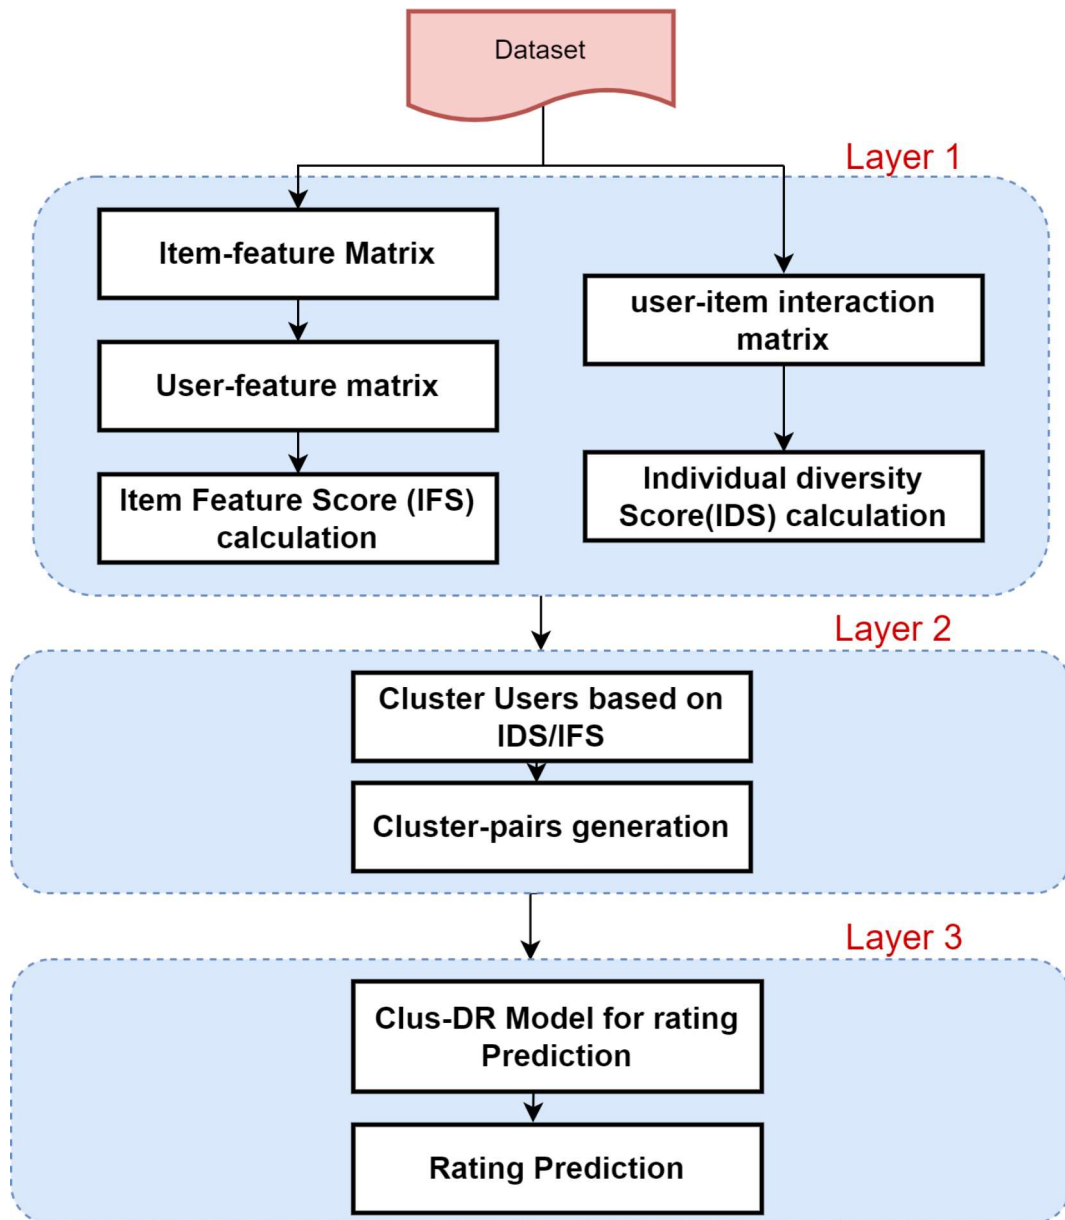 Dataset
Layer 1
Item-feature Matrix
User-feature matrix
Item Feature Score (IFS)
calculation
user-item interaction
matrix
Individual diversity
Score(IDS) calculation
Layer 2
Cluster Users based on
IDS/IFS
Cluster-pairs generation
Layer 3
Clus-DR Model for rating
Prediction
Rating Prediction